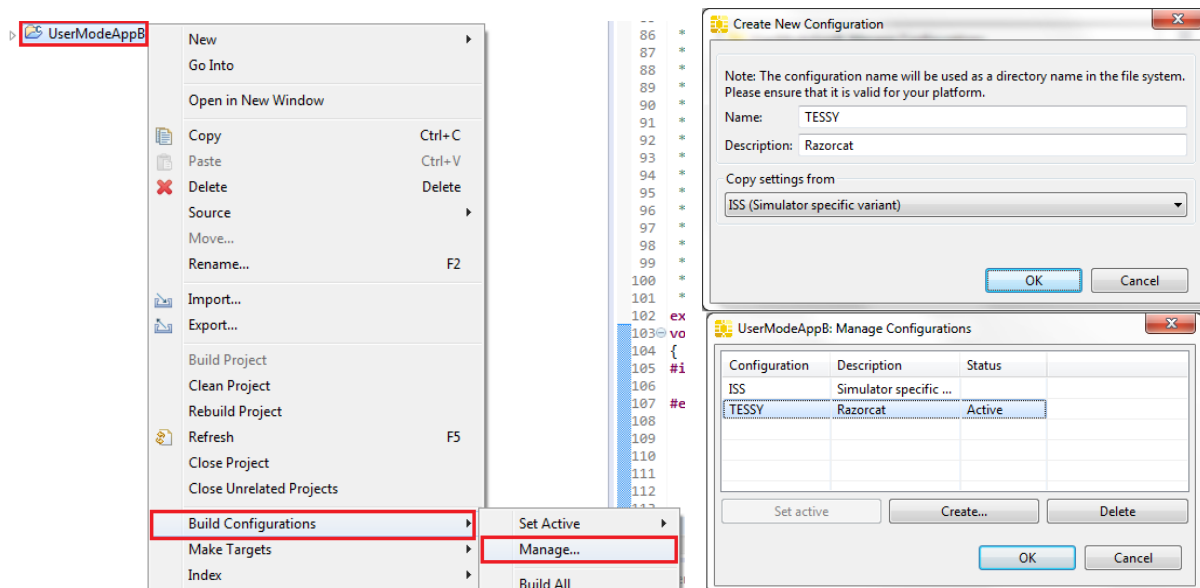 UserModeAppB
New
Go Into
Open in New Window
Copy Ctrl+C
Paste Ctrl+V
Delete Delete
Source
Move...
Rename... F2
Import...
Export...
Build Project
Clean Project
Rebuild Project
Refresh F5
Close Project
Close Unrelated Projects
Build Configurations
Make Targets
Index
Set Active
Manage...
Build All
86 *
87 *
88 *
89 *
90 *
91 *
92 *
93 *
94 *
95 *
96 *
97 *
98 *
99 *
100 *
101 *
102 ex
103 vo
104 {
105 #i
106
107 #e
108
109
110
111
112
Create New Configuration
Note: The configuration name will be used as a directory name in the file system.
Please ensure that it is valid for your platform.
Name: TESSY
Description: Razorcat
Copy settings from
ISS (Simulator specific variant)
OK Cancel
UserModeAppB: Manage Configurations
Configuration Description Status
ISS Simulator specific ...
TESSY Razorcat Active
Set active Create... Delete
OK Cancel